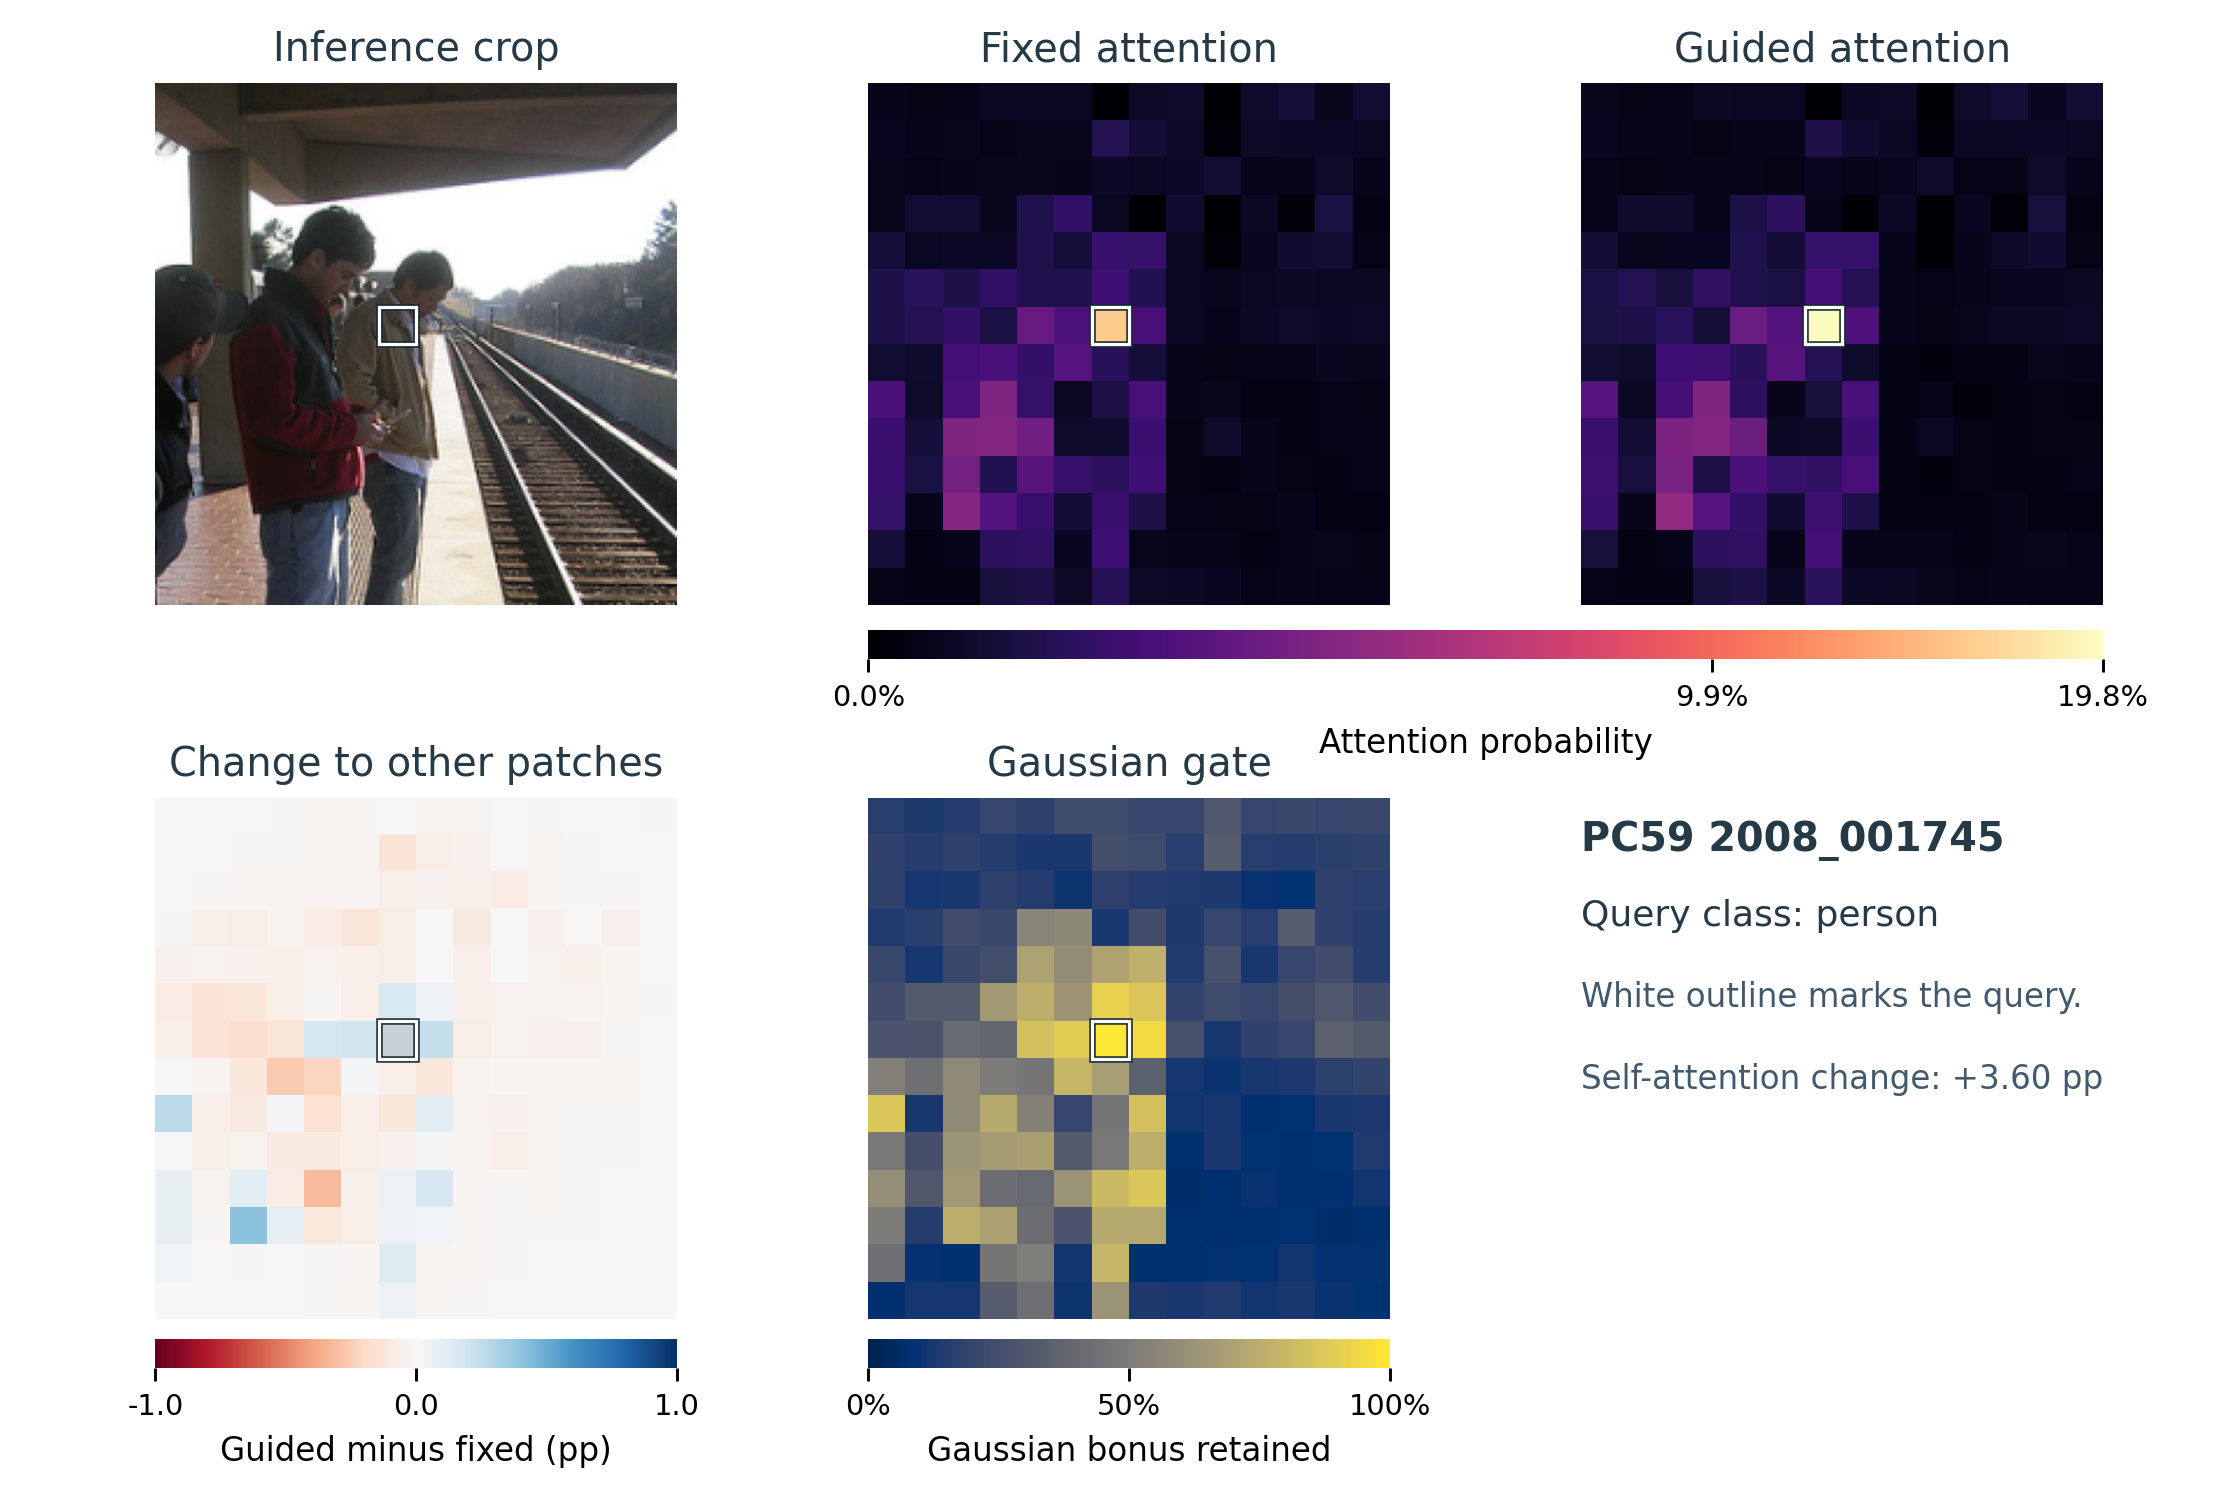 Inference crop
Fixed attention
Guided attention
0.0%
9.9%
19.8%
Attention probability
Change to other patches
Gaussian gate
PC59 2008_001745
Query class: person
White outline marks the query.
Self-attention change: +3.60 pp
-1.0
0.0
1.0
Guided minus fixed (pp)
0%
50%
100%
Gaussian bonus retained